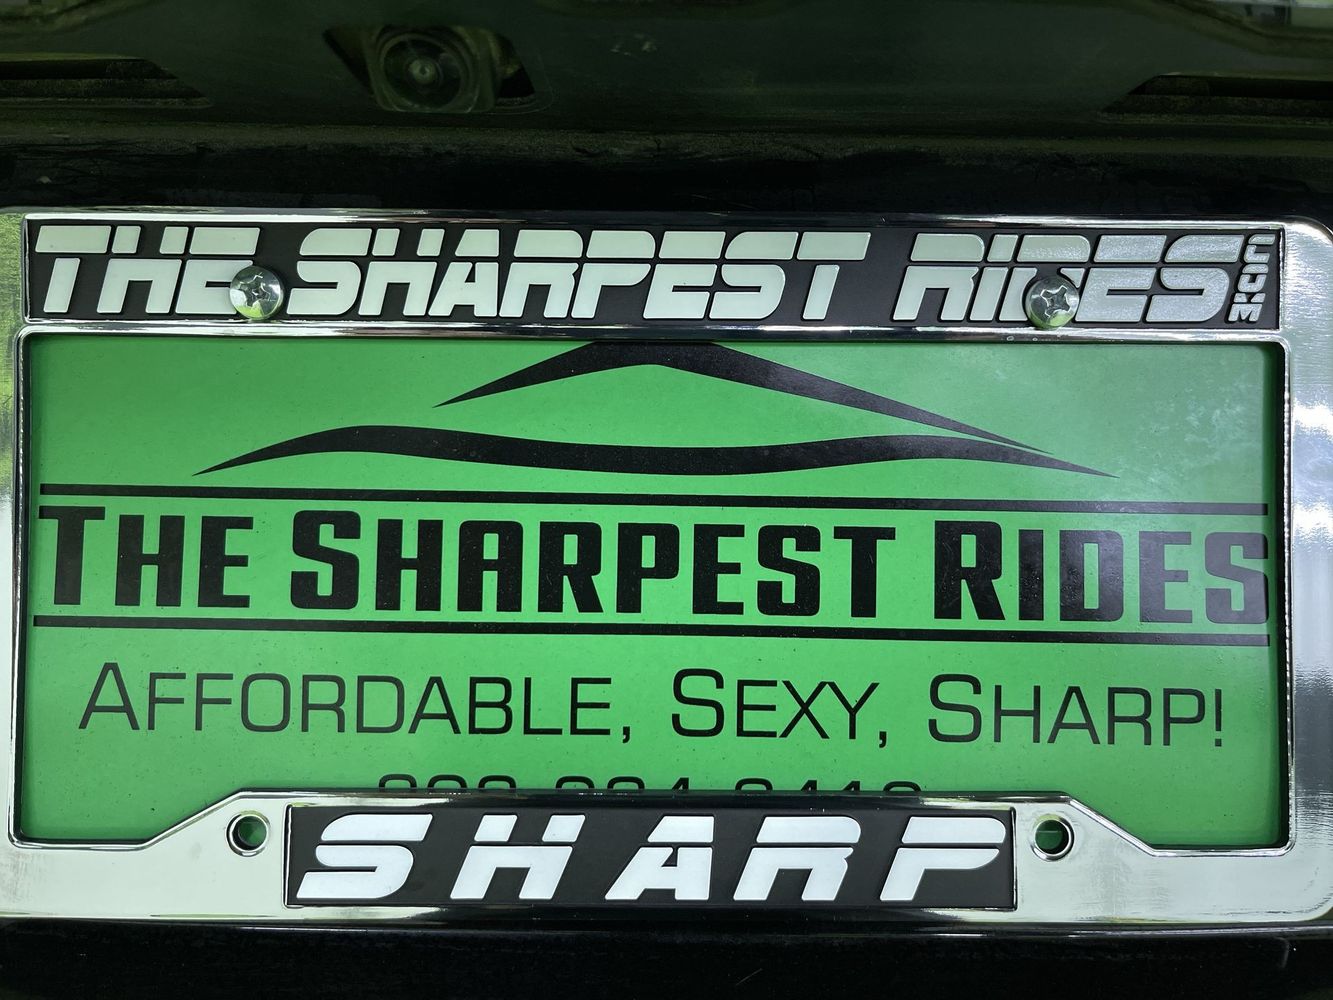 THE SHARPEST RIDES.COM
THE SHARPEST RIDES
AFFORDABLE, SEXY, SHARP!
SHARP